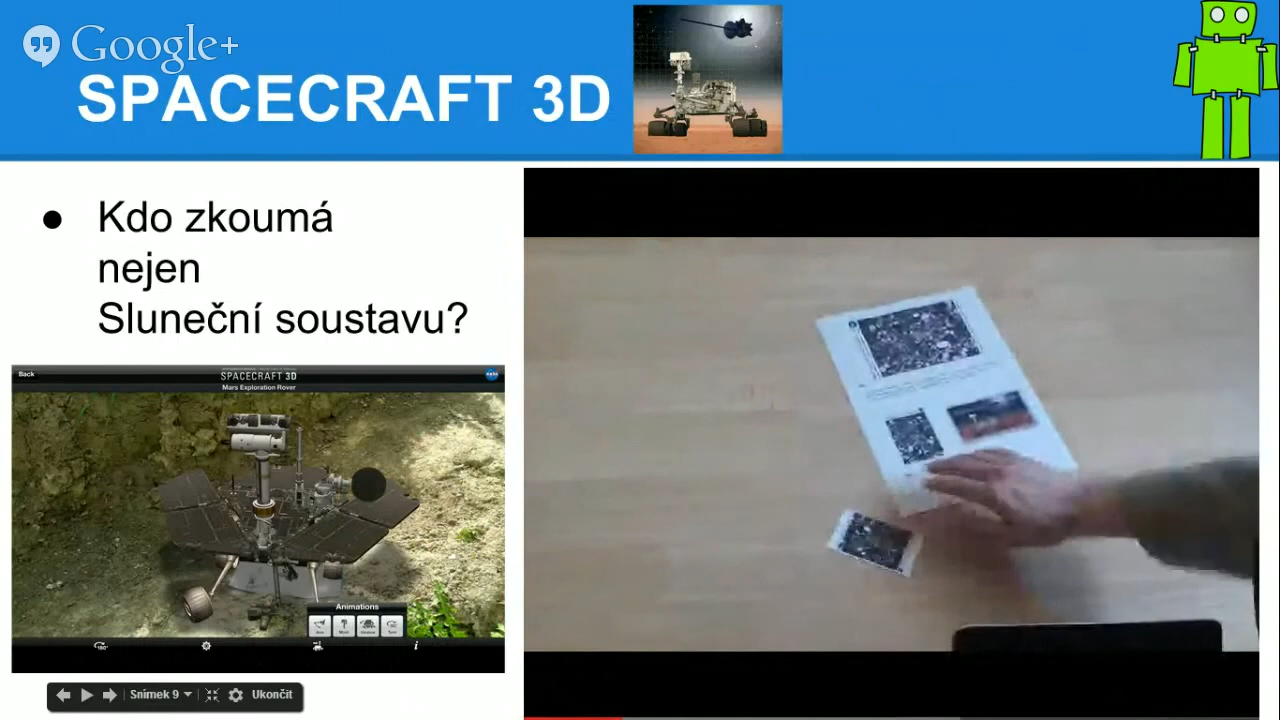 Google+
SPACECRAFT 3D
● Kdo zkoumá
nejen
Sluneční soustavu?
Back
SPACECRAFT 3D
Mars Exploration Rover
Animations
Snímek 9
Ukončit